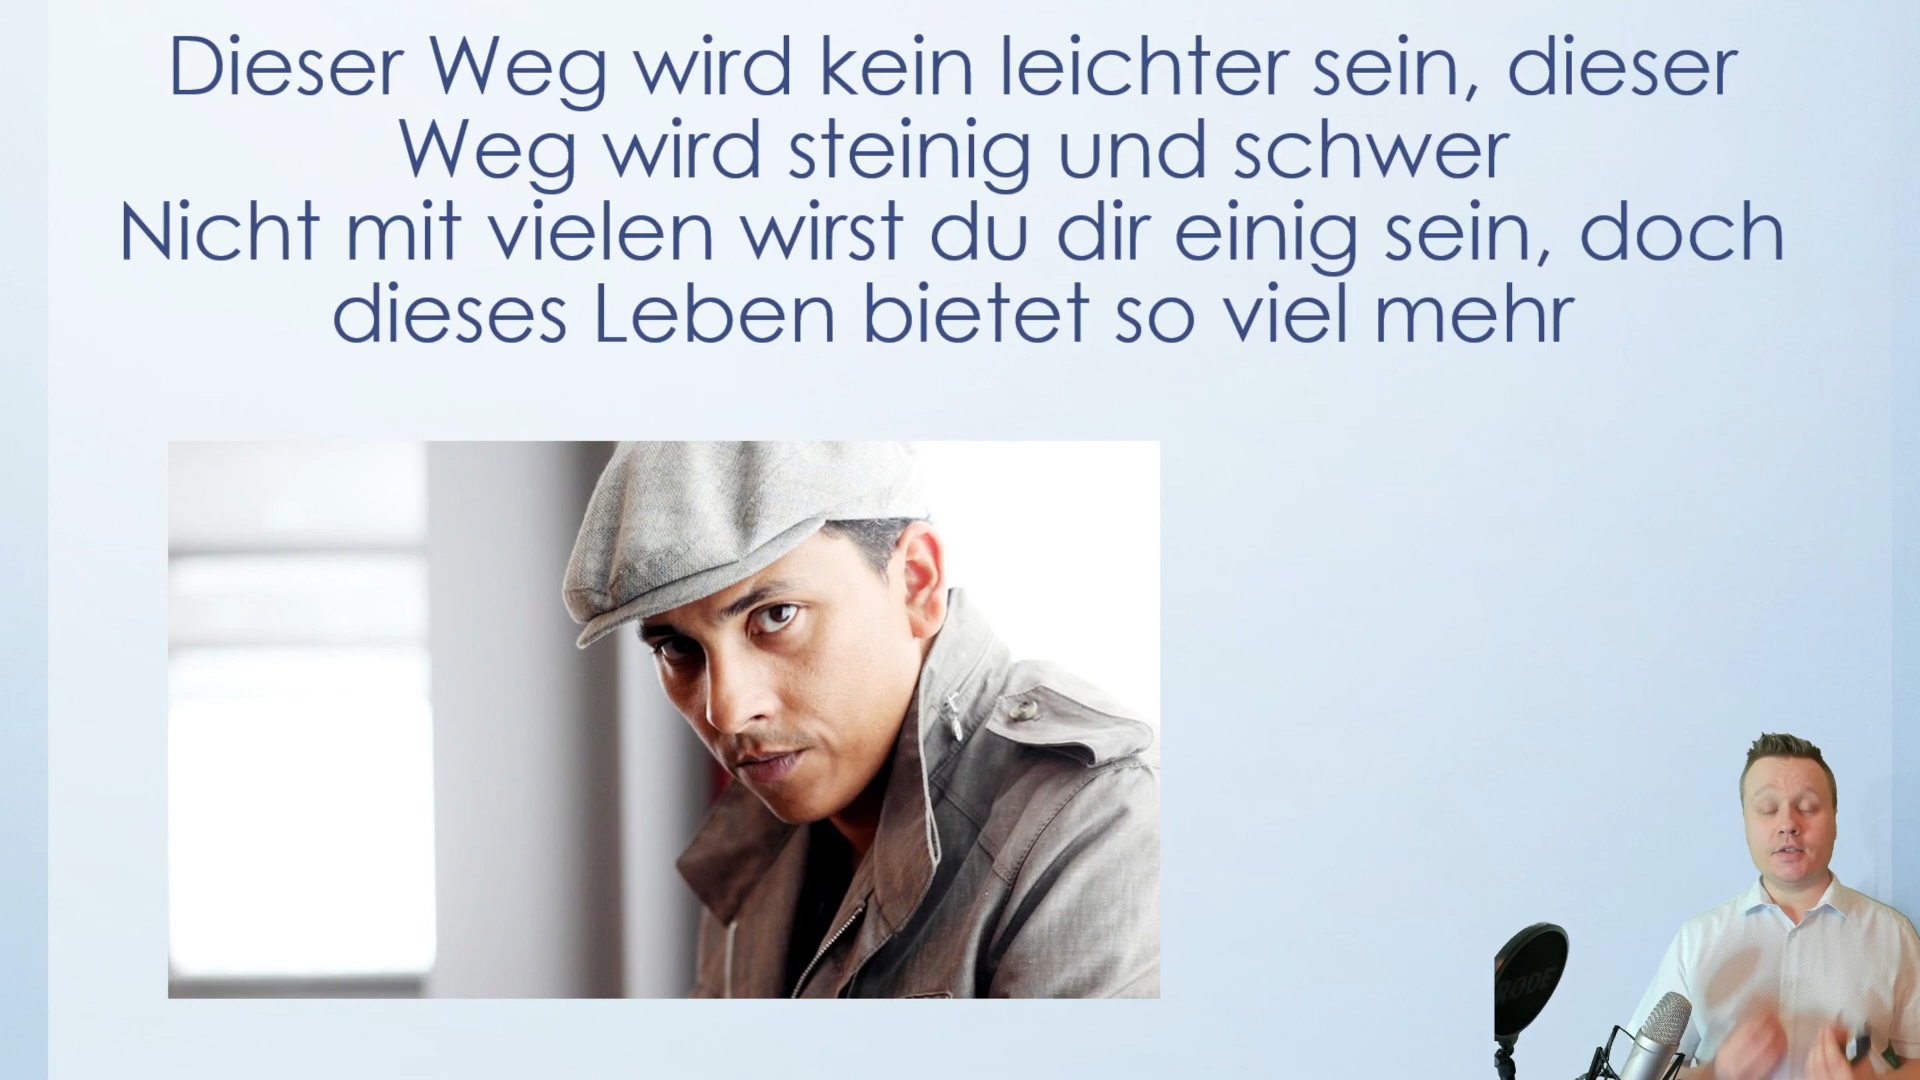 Dieser Weg wird kein leichter sein, dieser
Weg wird steinig und schwer
Nicht mit vielen wirst du dir einig sein, doch
dieses Leben bietet so viel mehr
RODE